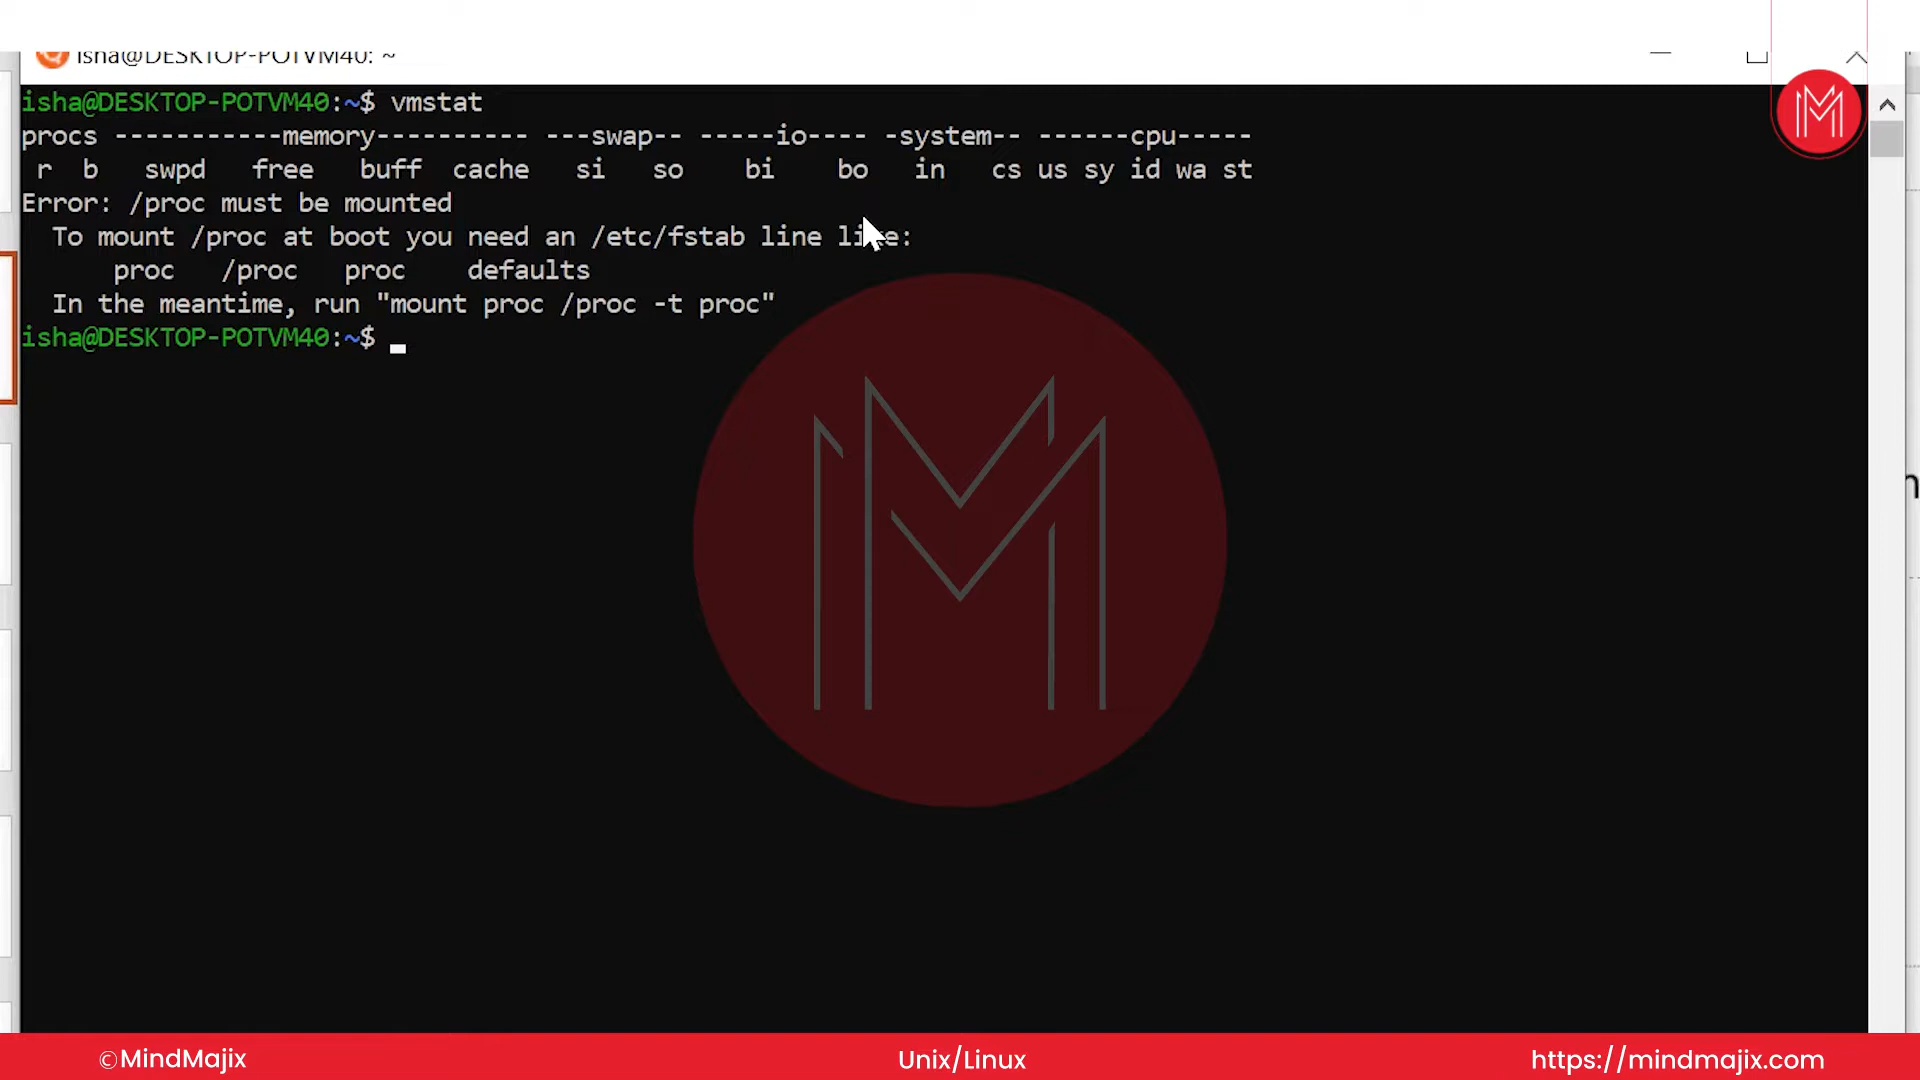 isha@DESKTOP-POTVM40: ~
isha@DESKTOP-POTVM40:~$ vmstat
procs -----------memory---------- ---swap-- -----io---- -system-- ------cpu-----
 r  b   swpd   free   buff  cache   si   so    bi    bo   in   cs us sy id wa st
Error: /proc must be mounted
  To mount /proc at boot you need an /etc/fstab line like:
      proc   /proc   proc    defaults
  In the meantime, run "mount proc /proc -t proc"
isha@DESKTOP-POTVM40:~$
©MindMajix
Unix/Linux
https://mindmajix.com